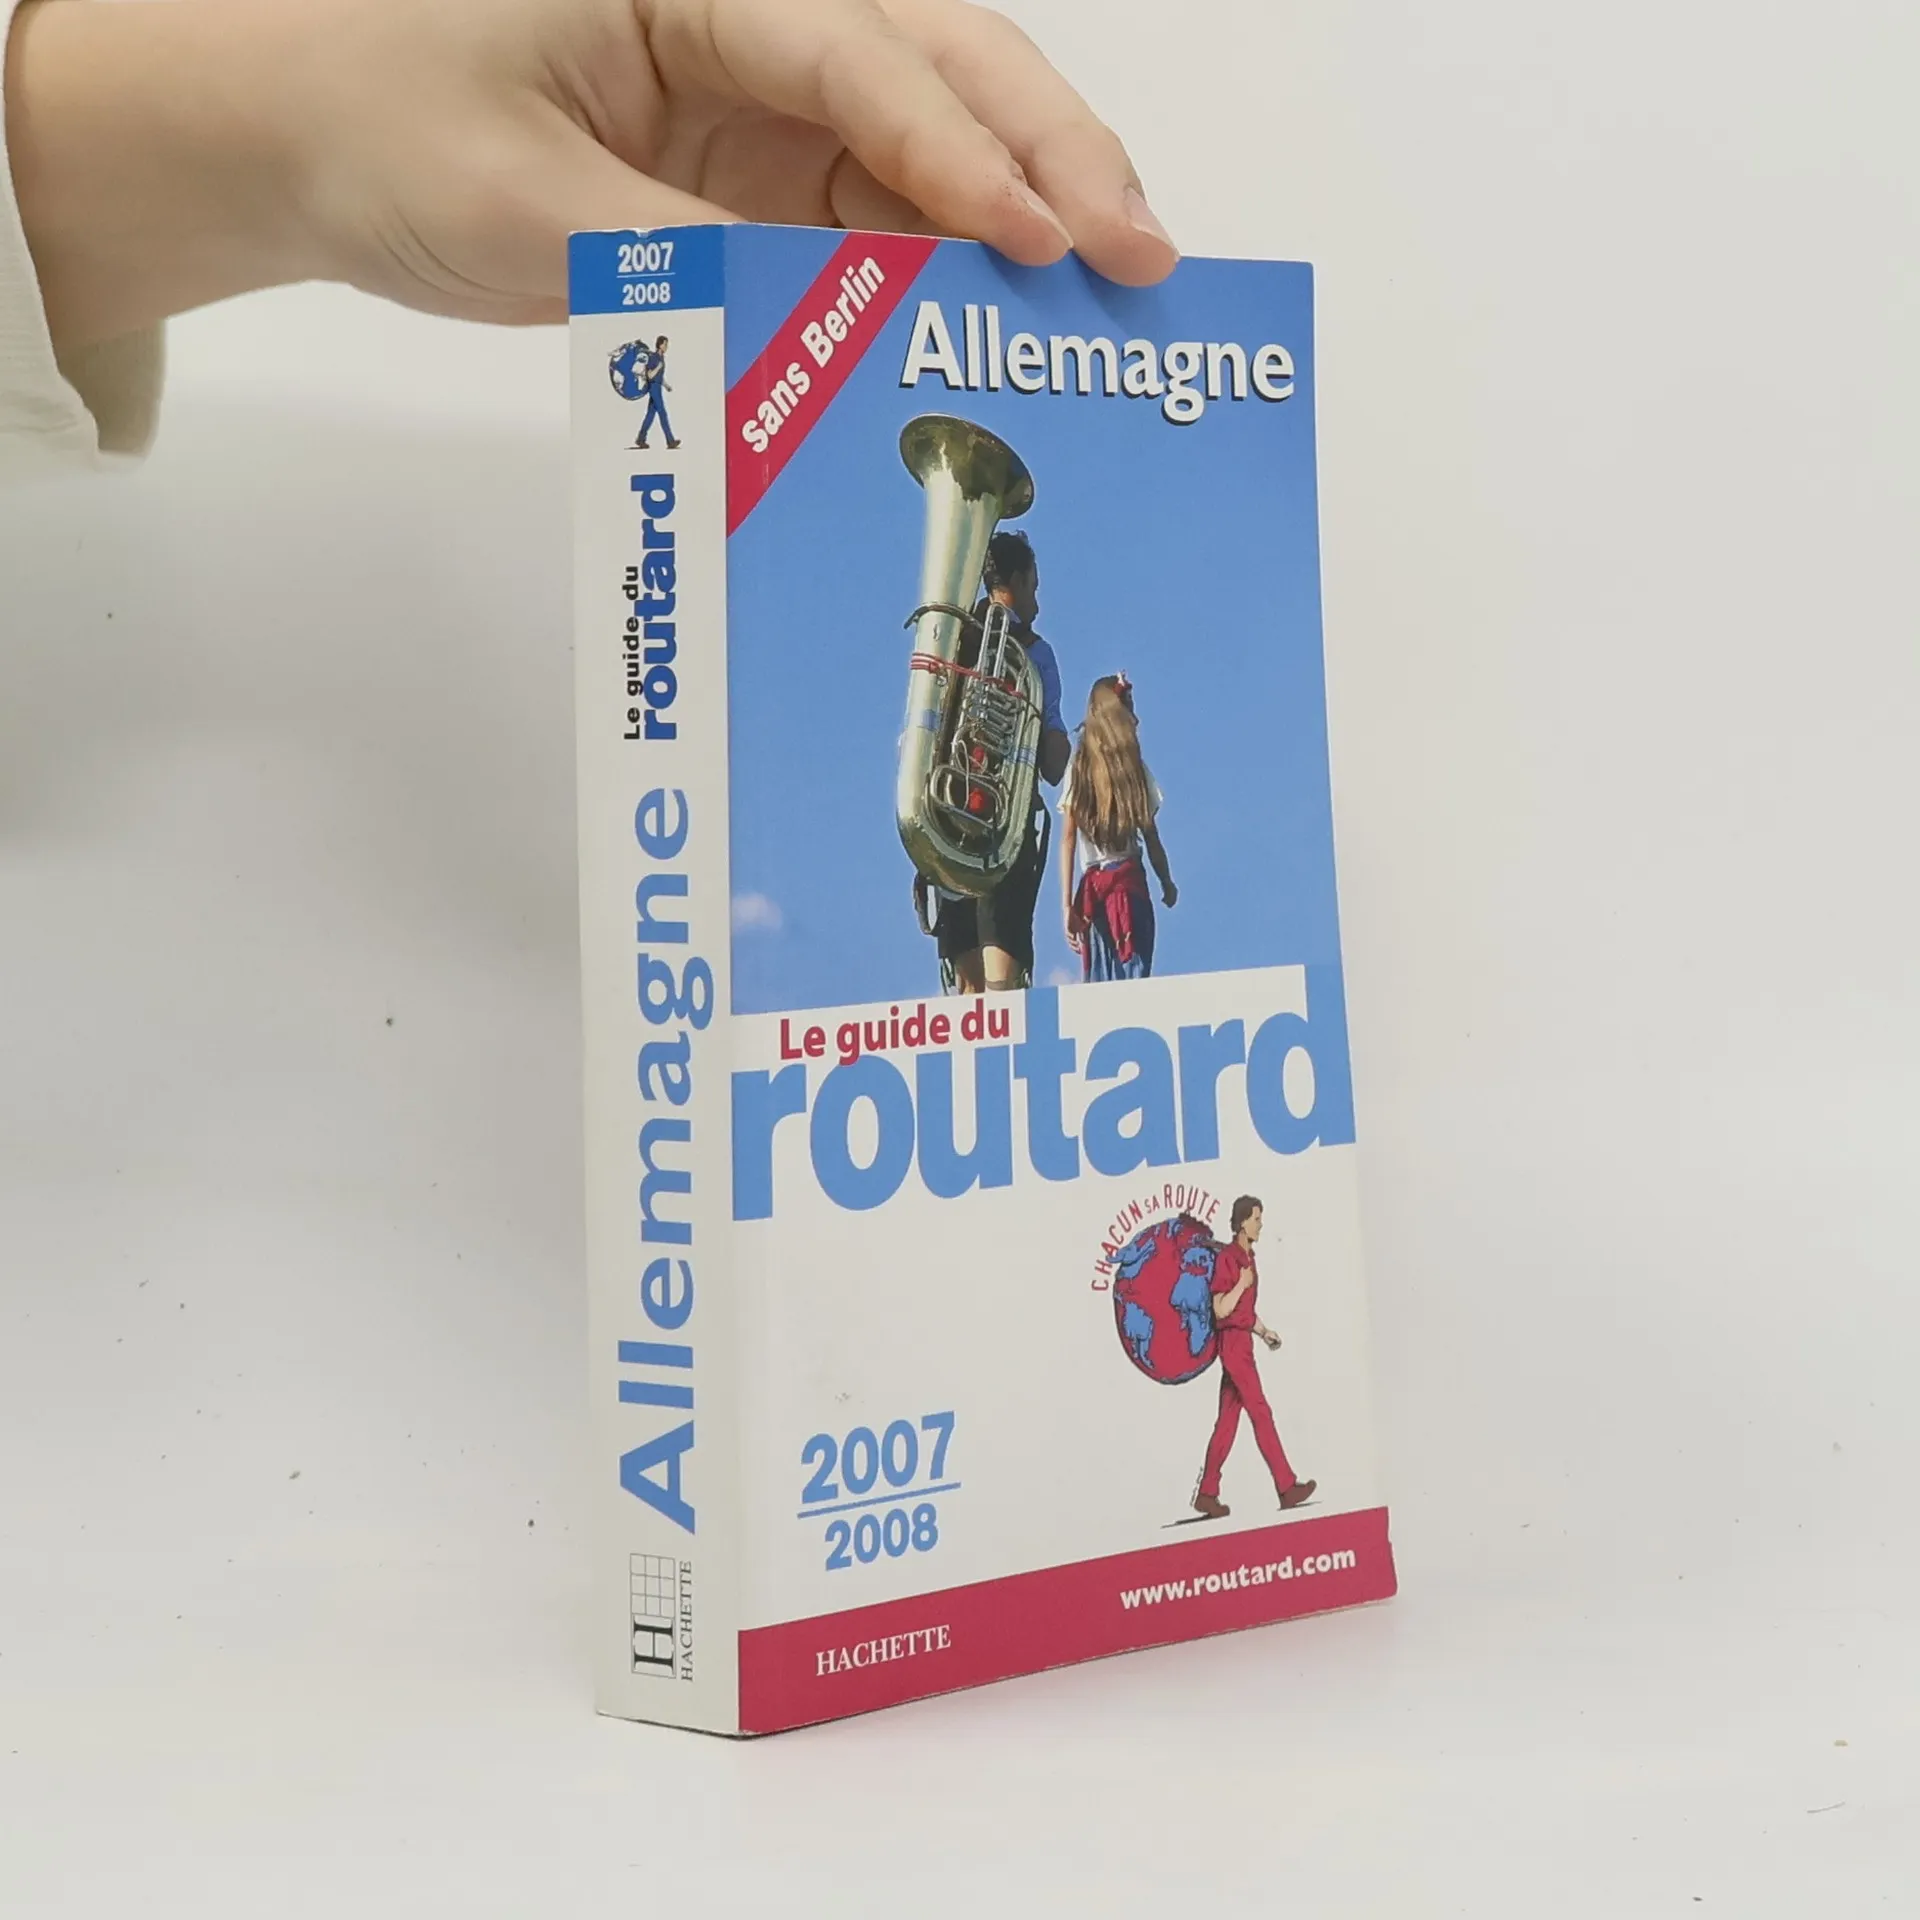 2007
2008
Le guide du
routard
Allemagne
HACHETTE
sans Berlin
Allemagne
Le guide du
routard
CHACUN SA ROUTE
2007
2008
www.routard.com
HACHETTE